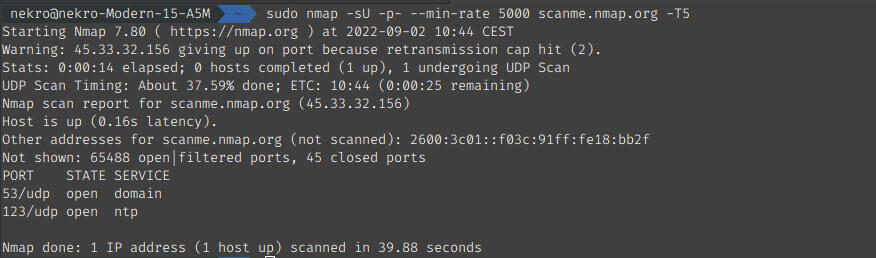 nekro@nekro-Modern-15-A5M ~ sudo nmap -sU -p- --min-rate 5000 scanme.nmap.org -T5
Starting Nmap 7.80 ( https://nmap.org ) at 2022-09-02 10:44 CEST
Warning: 45.33.32.156 giving up on port because retransmission cap hit (2).
Stats: 0:00:14 elapsed; 0 hosts completed (1 up), 1 undergoing UDP Scan
UDP Scan Timing: About 37.59% done; ETC: 10:44 (0:00:25 remaining)
Nmap scan report for scanme.nmap.org (45.33.32.156)
Host is up (0.16s latency).
Other addresses for scanme.nmap.org (not scanned): 2600:3c01::f03c:91ff:fe18:bb2f
Not shown: 65488 open|filtered ports, 45 closed ports
PORT STATE SERVICE
53/udp open domain
123/udp open ntp
Nmap done: 1 IP address (1 host up) scanned in 39.88 seconds